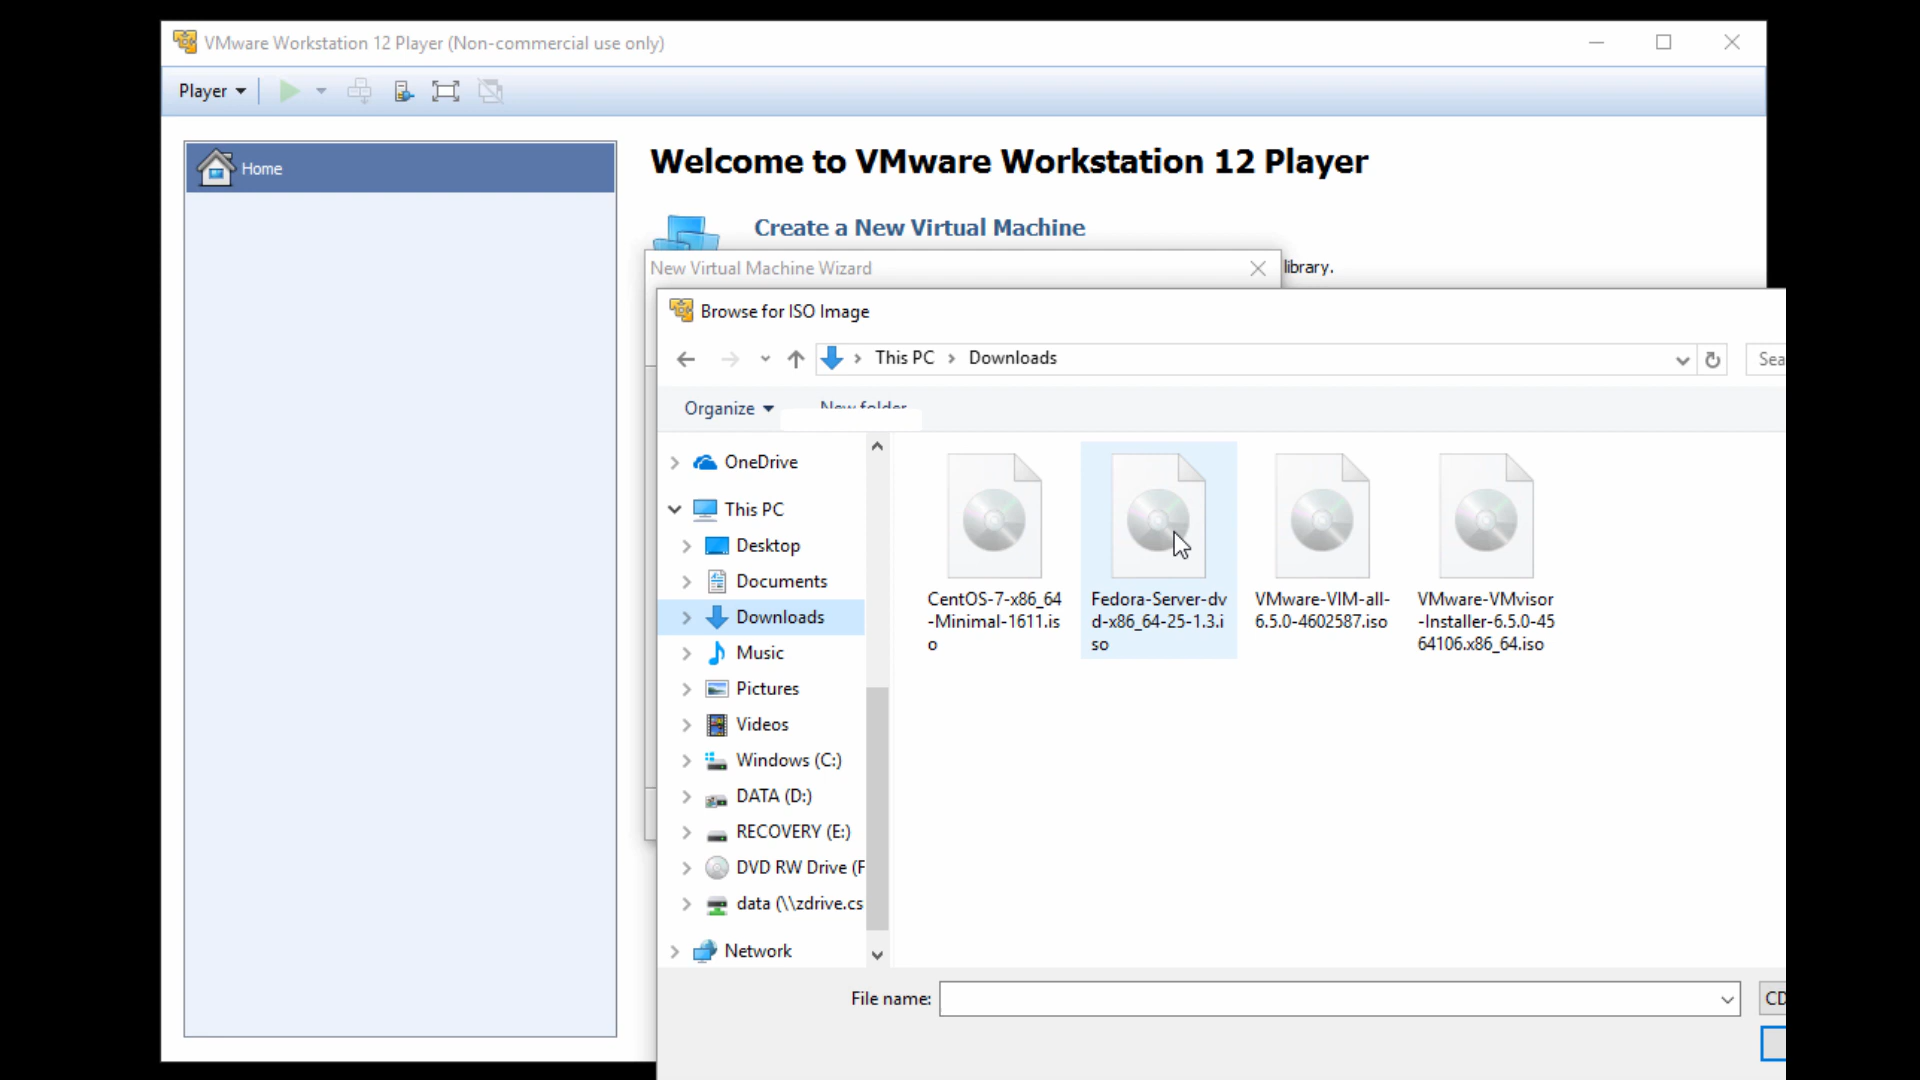 VMware Workstation 12 Player (Non-commercial use only)
Player
Home
Welcome to VMware Workstation 12 Player
Create a New Virtual Machine
library.
New Virtual Machine Wizard
Browse for ISO Image
This PC
Downloads
Sea
Organize
New folder
OneDrive
This PC
Desktop
Documents
Downloads
Music
Pictures
Videos
Windows (C:)
DATA (D:)
RECOVERY (E:)
DVD RW Drive (F
data (\\zdrive.cs
Network
CentOS-7-x86_64
-Minimal-1611.is
o
Fedora-Server-dv
d-x86_64-25-1.3.i
so
VMware-VIM-all-
6.5.0-4602587.iso
VMware-VMvisor
-Installer-6.5.0-45
64106.x86_64.iso
File name:
CD